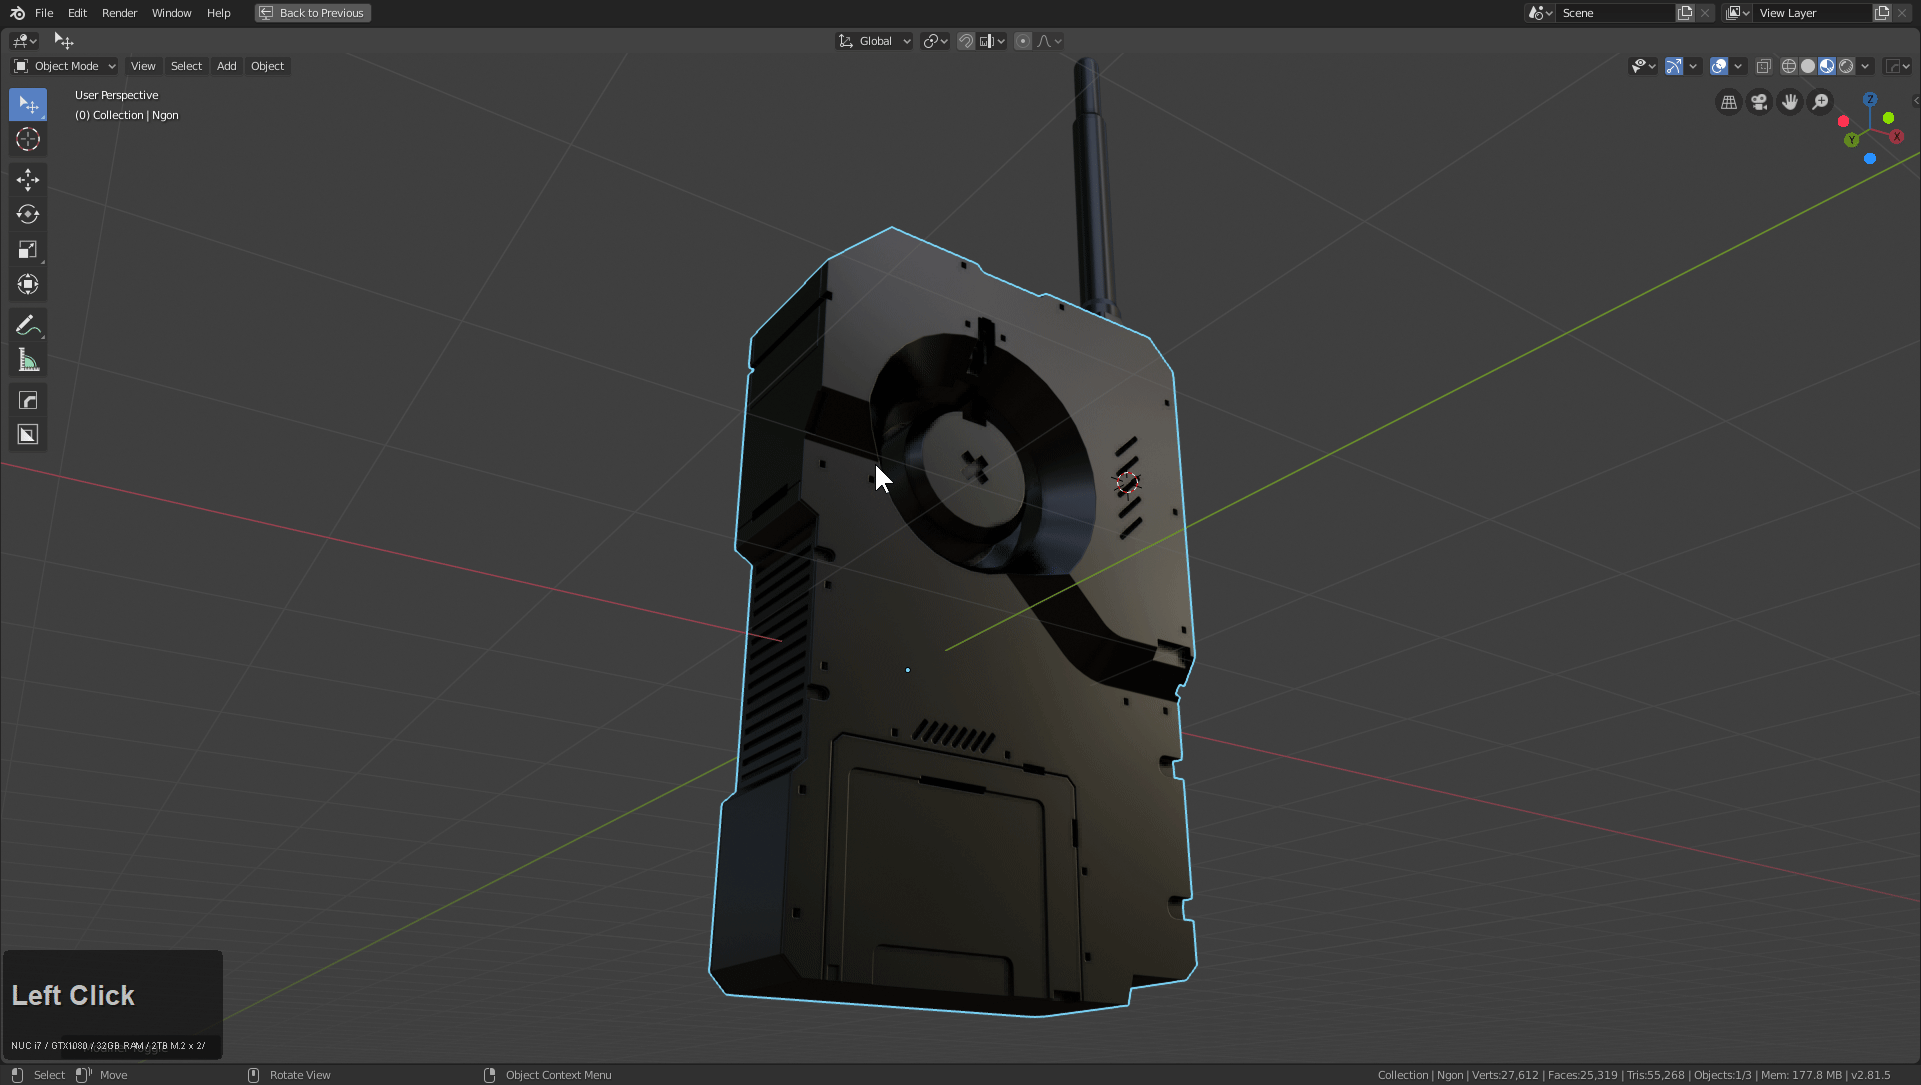 File Edit Render Window Help Back to Previous Scene View Layer
Global
Object Mode View Select Add Object
User Perspective
(0) Collection | Ngon
Z
X
Y
Left Click
NUC i7 / GTX1080 / 32GB RAM / 2TB M.2 x 2/
Select Move Rotate View Object Context Menu Collection | Ngon | Verts:27,612 | Faces:25,319 | Tris:55,268 | Objects:1/3 | Mem: 177.8 MB | v2.81.5